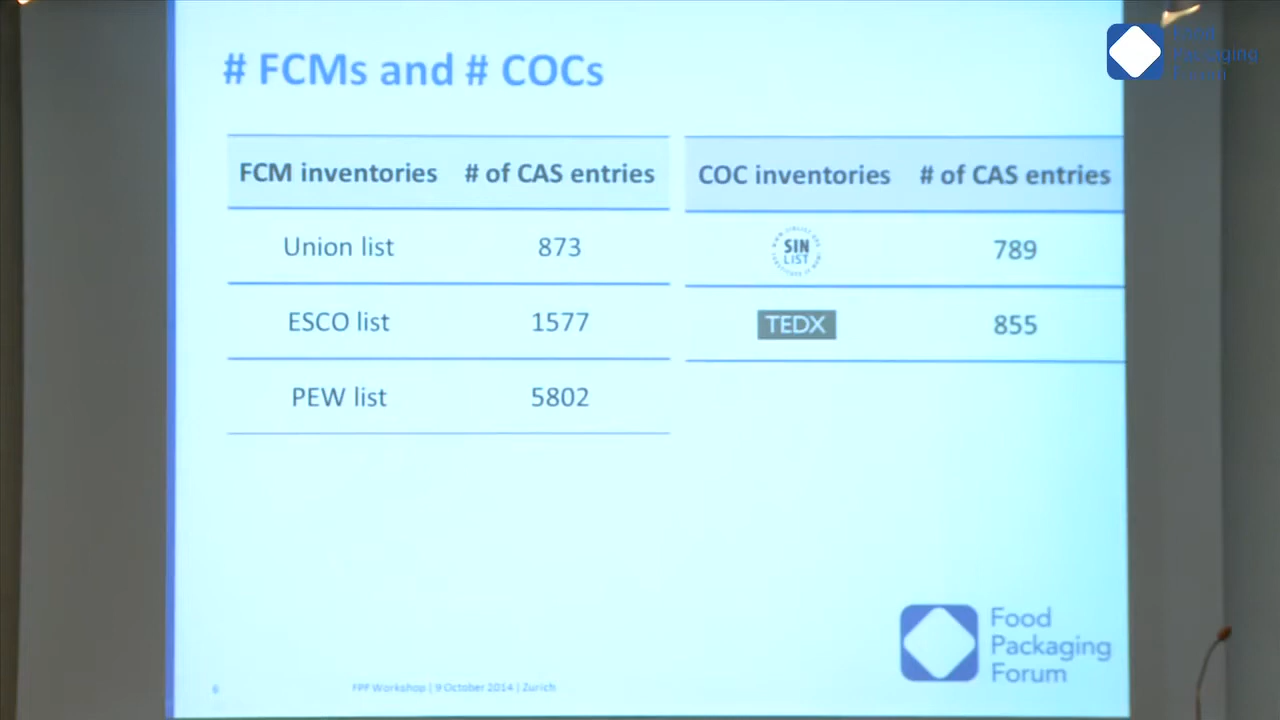 # FCMs and # COCs
Food
Packaging
Forum
FCM inventories # of CAS entries
Union list 873
ESCO list 1577
PEW list 5802
COC inventories # of CAS entries
SIN
LIST
789
TEDX 855
Food
Packaging
Forum
6 FPF Workshop | 9 October 2014 | Zurich